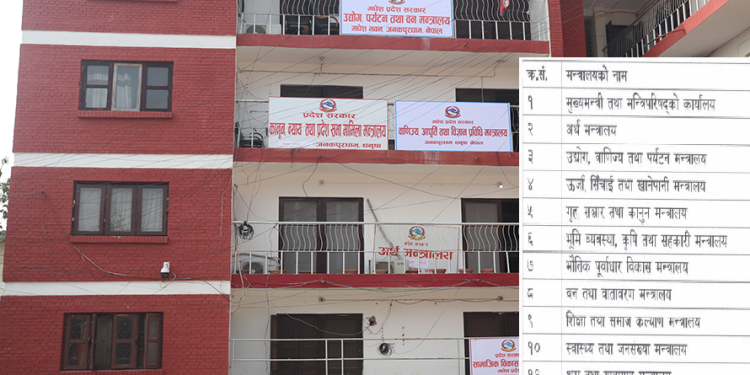 मधेश प्रदेश सरकार
उद्योग, पर्यटन तथा वन मन्त्रालय
मधेश भवन, जनकपुरधाम, नेपाल
प्रदेश सरकार
कानून, न्याय तथा प्रदेश सभा मामिला मन्त्रालय
जनकपुरधाम, धनुषा
मधेश प्रदेश सरकार
वाणिज्य आपूर्ति तथा विज्ञान प्रविधि मन्त्रालय
जनकपुरधाम धनुषा नेपाल
अर्थ मन्त्रालय
सामाजिक विकास
क्र.सं. मन्त्रालयको नाम
१ मुख्यमन्त्री तथा मन्त्रिपरिषद्को कार्यालय
२ अर्थ मन्त्रालय
३ उद्योग, वाणिज्य तथा पर्यटन मन्त्रालय
४ ऊर्जा, सिँचाई तथा खानेपानी मन्त्रालय
५ गृह सञ्चार तथा कानुन मन्त्रालय
६ भूमि व्यवस्था, कृषि तथा सहकारी मन्त्रालय
७ भौतिक पूर्वाधार विकास मन्त्रालय
८ वन तथा वातावरण मन्त्रालय
९ शिक्षा तथा समाज कल्याण मन्त्रालय
१० स्वास्थ्य तथा जनसंख्या मन्त्रालय